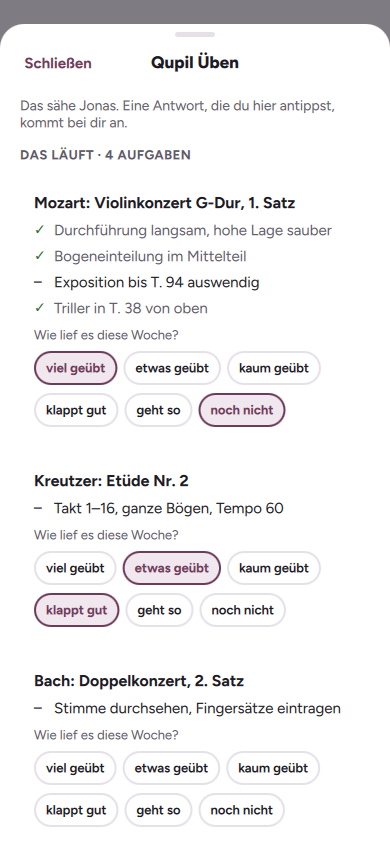 Schließen
Qupil Üben
Das sähe Jonas. Eine Antwort, die du hier antippst,
kommt bei dir an.
DAS LÄUFT · 4 AUFGABEN
Mozart: Violinkonzert G-Dur, 1. Satz
✓ Durchführung langsam, hohe Lage sauber
✓ Bogeneinteilung im Mittelteil
– Exposition bis T. 94 auswendig
✓ Triller in T. 38 von oben
Wie lief es diese Woche?
viel geübt etwas geübt kaum geübt
klappt gut geht so noch nicht
Kreutzer: Etüde Nr. 2
– Takt 1–16, ganze Bögen, Tempo 60
Wie lief es diese Woche?
viel geübt etwas geübt kaum geübt
klappt gut geht so noch nicht
Bach: Doppelkonzert, 2. Satz
– Stimme durchsehen, Fingersätze eintragen
Wie lief es diese Woche?
viel geübt etwas geübt kaum geübt
klappt gut geht so noch nicht